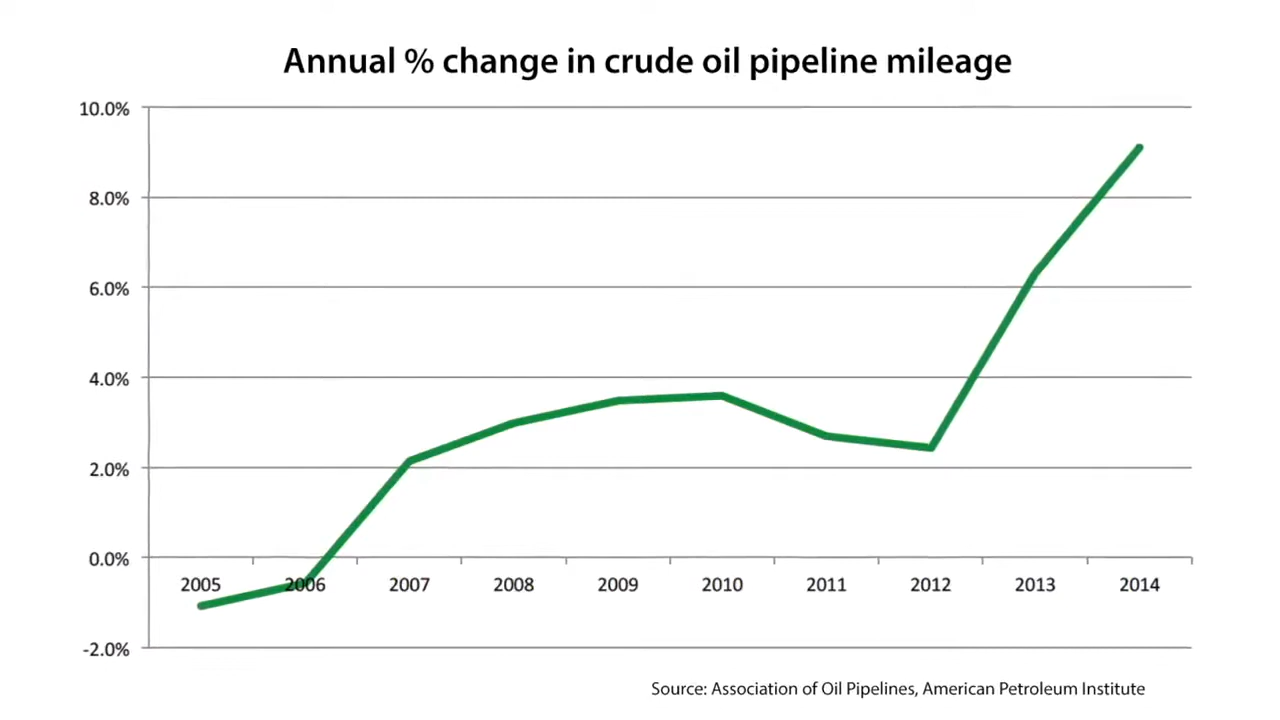 Annual % change in crude oil pipeline mileage
10.0%
8.0%
6.0%
4.0%
2.0%
0.0%
2005 2006 2007 2008 2009 2010 2011 2012 2013 2014
-2.0%
Source: Association of Oil Pipelines, American Petroleum Institute